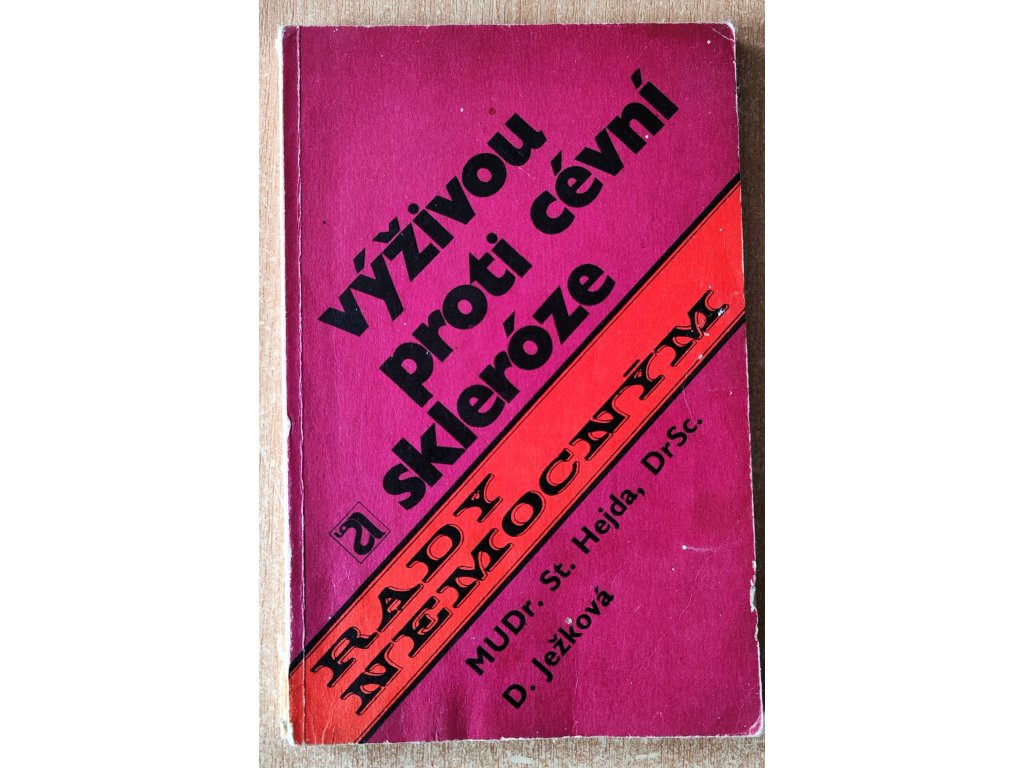 výživou
proti cévní
skleróze
a
RADY
NEMOCNÝM
MUDr. St. Hejda, DrSc.
D. Ježková